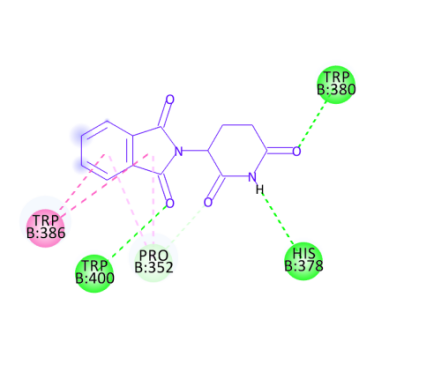 O
TRP
B:380
N
O
O
O
N
H
TRP
B:386
TRP
B:400
PRO
B:352
HIS
B:378